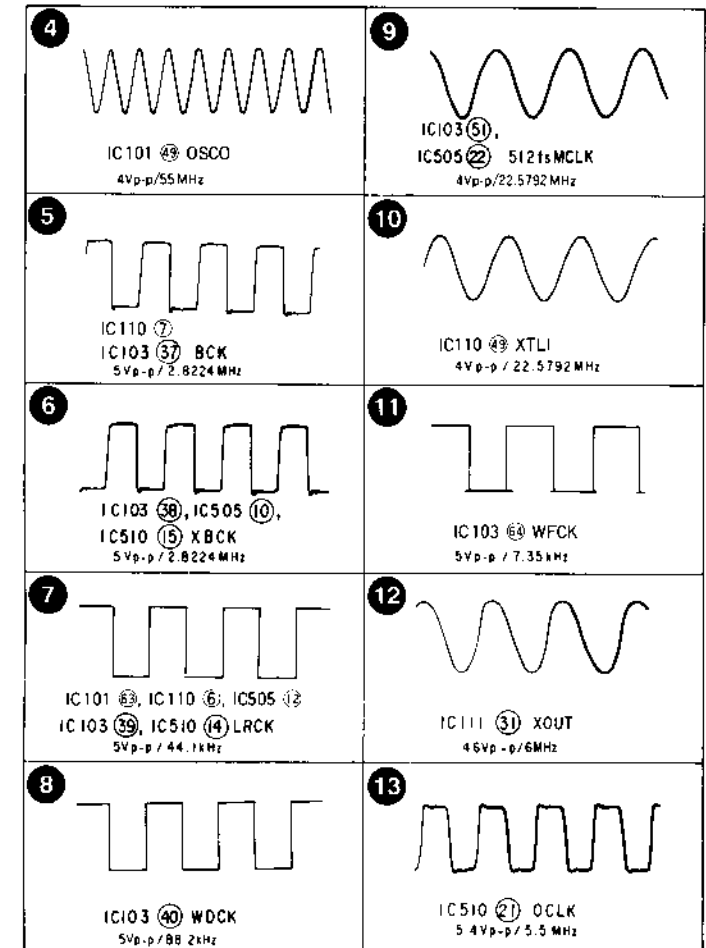 4
IC101 49 OSCO
4Vp-p/55MHz
5
IC110 7
IC103 37 BCK
5Vp-p/2.8224MHz
6
IC103 38, IC505 10,
IC510 15 XBCK
5Vp-p/2.8224MHz
7
IC101 63, IC110 6, IC505 12
IC103 39, IC510 14 LRCK
5Vp-p/44.1kHz
8
IC103 40 WDCK
5Vp-p/88.2kHz
9
IC103 51,
IC505 22 512fsMCLK
4Vp-p/22.5792MHz
10
IC110 49 XTLI
4Vp-p/22.5792MHz
11
IC103 64 WFCK
5Vp-p/7.35kHz
12
IC111 31 XOUT
4.6Vp-p/6MHz
13
IC510 21 OCLK
5.4Vp-p/5.5MHz